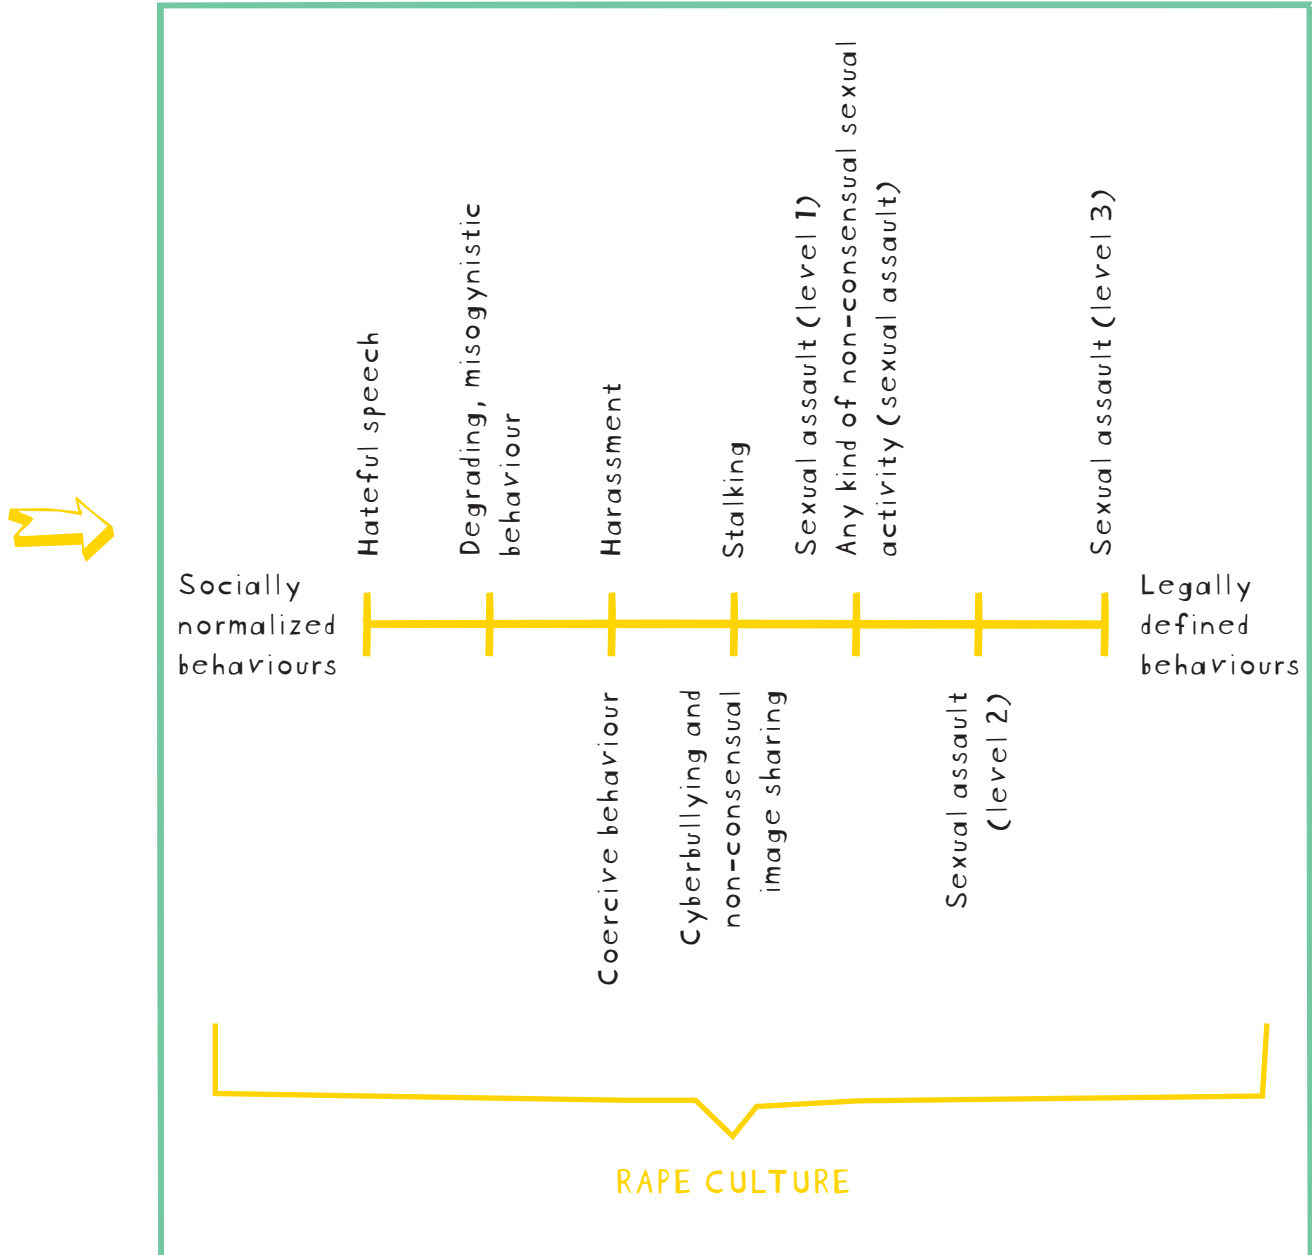 Hateful speech
Degrading, misogynistic
behaviour
Harassment
Stalking
Sexual assault (level 1)
Any kind of non-consensual sexual
activity (sexual assault)
Sexual assault (level 3)
Socially
normalized
behaviours
Legally
defined
behaviours
Coercive behaviour
Cyberbullying and
non-consensual
image sharing
Sexual assault
(level 2)
RAPE CULTURE